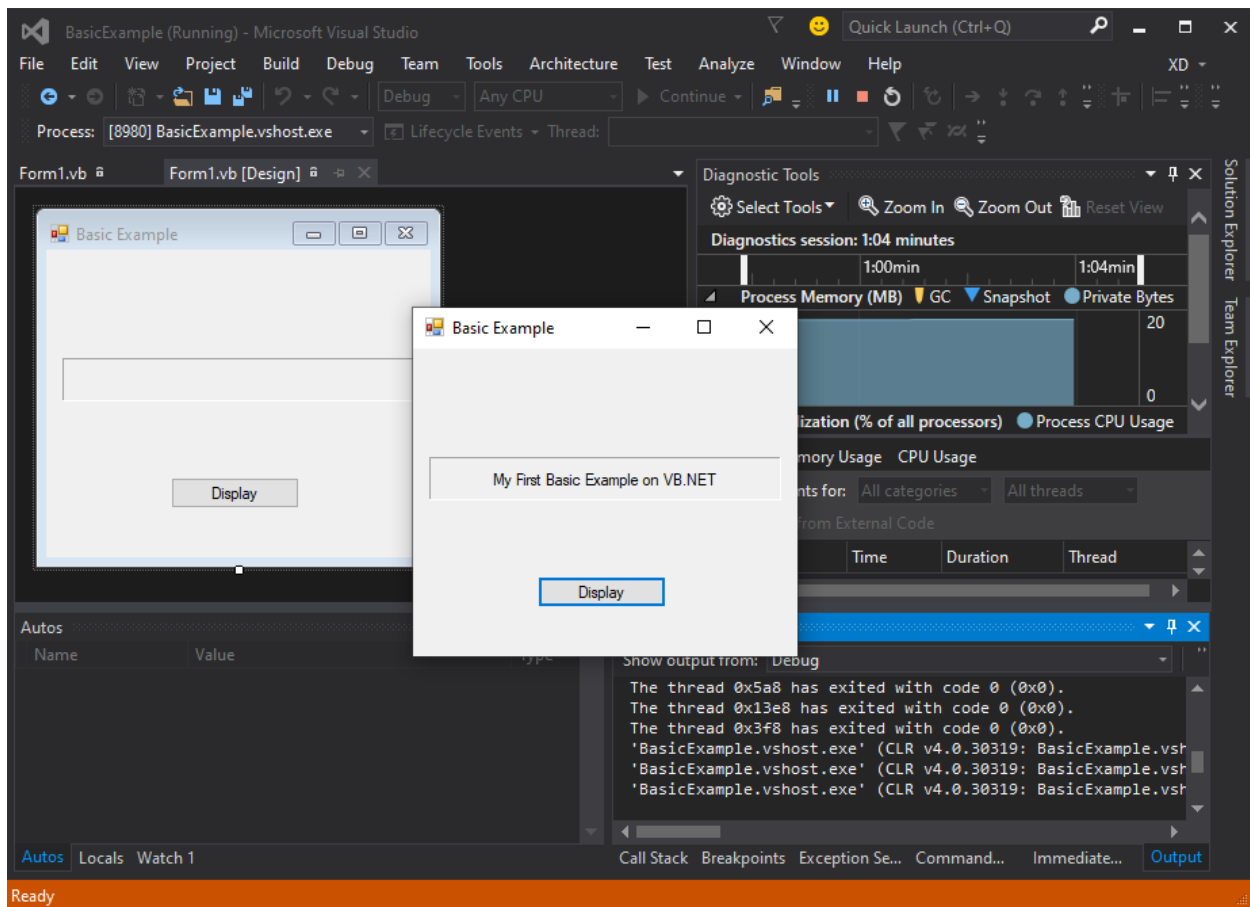 BasicExample (Running) - Microsoft Visual Studio
Quick Launch (Ctrl+Q)
File Edit View Project Build Debug Team Tools Architecture Test Analyze Window Help XD
Debug Any CPU Continue
Process: [8980] BasicExample.vshost.exe Lifecycle Events Thread:
Form1.vb Form1.vb [Design]
Basic Example
Display
Basic Example
My First Basic Example on VB.NET
Display
Diagnostic Tools
Select Tools Zoom In Zoom Out Reset View
Diagnostics session: 1:04 minutes
1:00min 1:04min
Process Memory (MB) GC Snapshot Private Bytes
20
0
lization (% of all processors) Process CPU Usage
mory Usage CPU Usage
nts for: All categories All threads
from External Code
Time Duration Thread
Solution Explorer
Team Explorer
Autos
Name Value Type
Autos Locals Watch 1
Show output from: Debug
The thread 0x5a8 has exited with code 0 (0x0).
The thread 0x13e8 has exited with code 0 (0x0).
The thread 0x3f8 has exited with code 0 (0x0).
'BasicExample.vshost.exe' (CLR v4.0.30319: BasicExample.vsh
'BasicExample.vshost.exe' (CLR v4.0.30319: BasicExample.vsh
'BasicExample.vshost.exe' (CLR v4.0.30319: BasicExample.vsh
Call Stack Breakpoints Exception Se... Command... Immediate... Output
Ready